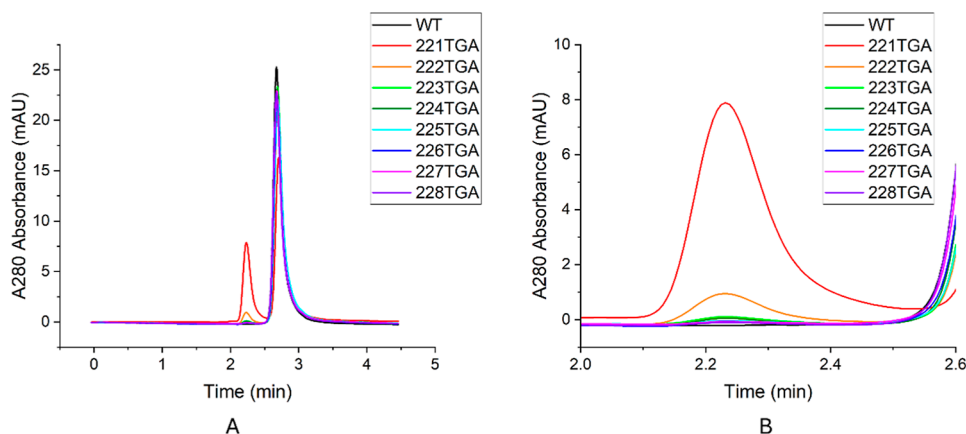 WT
221TGA
222TGA
223TGA
224TGA
225TGA
226TGA
227TGA
228TGA
A280 Absorbance (mAU)
25
20
15
10
5
0
0
1
2
3
4
5
Time (min)
A
WT
221TGA
222TGA
223TGA
224TGA
225TGA
226TGA
227TGA
228TGA
A280 Absorbance (mAU)
10
8
6
4
2
0
2.0
2.2
2.4
2.6
Time (min)
B